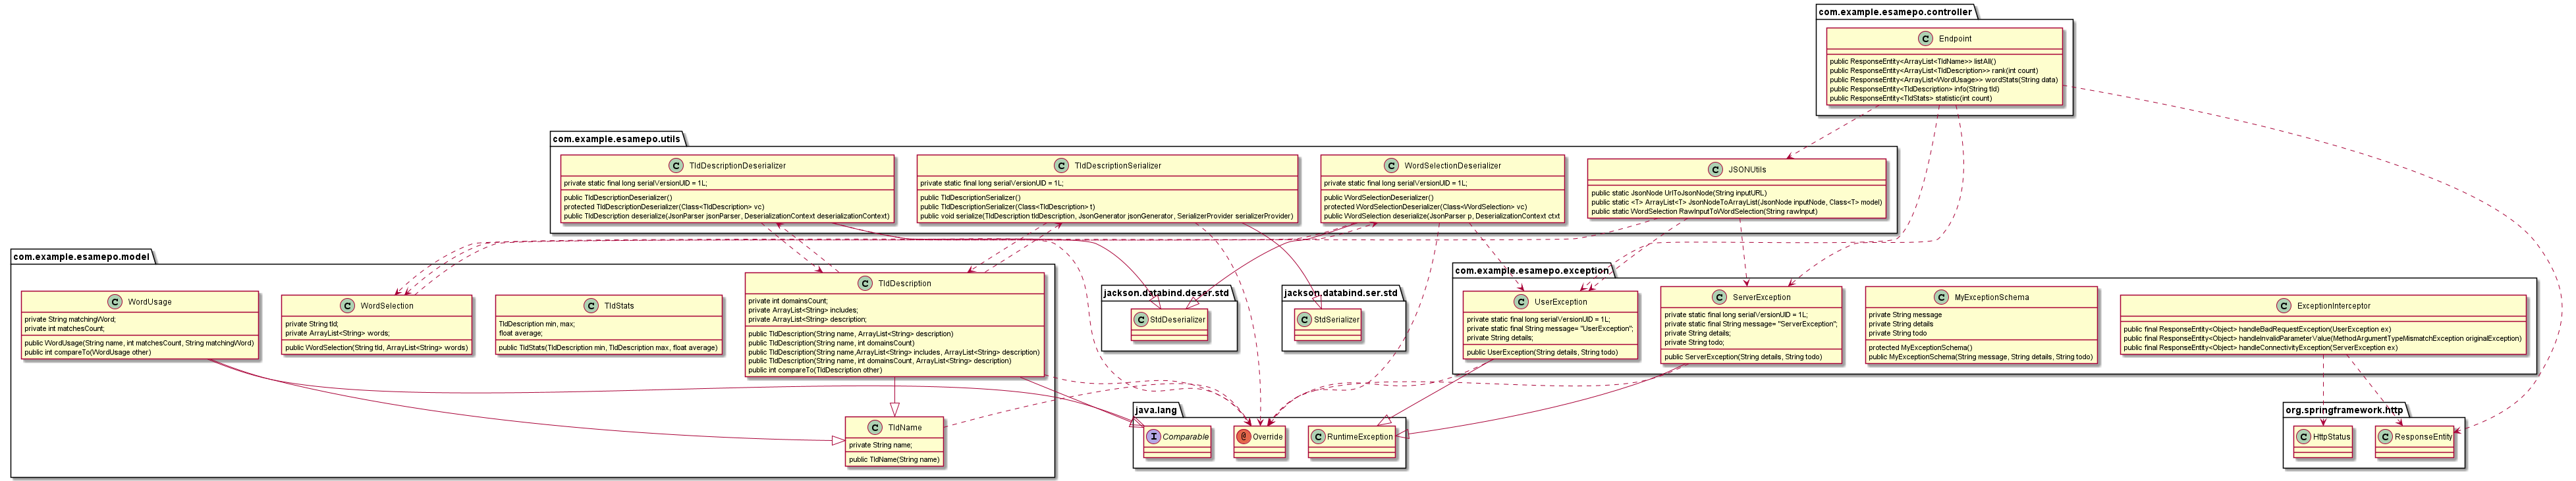 com.example.esamepo.controller
C Endpoint
public ResponseEntity<ArrayList<TldName>> listAll()
public ResponseEntity<ArrayList<TldDescription>> rank(int count)
public ResponseEntity<ArrayList<WordUsage>> wordStats(String data)
public ResponseEntity<TldDescription> info(String tld)
public ResponseEntity<TldStats> statistic(int count)
com.example.esamepo.utils
C TldDescriptionDeserializer
private static final long serialVersionUID = 1L;
public TldDescriptionDeserializer()
protected TldDescriptionDeserializer(Class<TldDescription> vc)
public TldDescription deserialize(JsonParser jsonParser, DeserializationContext deserializationContext)
C TldDescriptionSerializer
private static final long serialVersionUID = 1L;
public TldDescriptionSerializer()
public TldDescriptionSerializer(Class<TldDescription> t)
public void serialize(TldDescription tldDescription, JsonGenerator jsonGenerator, SerializerProvider serializerProvider)
C WordSelectionDeserializer
private static final long serialVersionUID = 1L;
public WordSelectionDeserializer()
protected WordSelectionDeserializer(Class<WordSelection> vc)
public WordSelection deserialize(JsonParser p, DeserializationContext ctxt
C JSONUtils
public static JsonNode UrlToJsonNode(String inputURL)
public static <T> ArrayList<T> JsonNodeToArrayList(JsonNode inputNode, Class<T> model)
public static WordSelection RawInputToWordSelection(String rawInput)
com.example.esamepo.model
C WordUsage
private String matchingWord;
private int matchesCount;
public WordUsage(String name, int matchesCount, String matchingWord)
public int compareTo(WordUsage other)
C WordSelection
private String tld;
private ArrayList<String> words;
public WordSelection(String tld, ArrayList<String> words)
C TldStats
TldDescription min, max;
float average;
public TldStats(TldDescription min, TldDescription max, float average)
C TldDescription
private int domainsCount;
private ArrayList<String> includes;
private ArrayList<String> description;
public TldDescription(String name, ArrayList<String> description)
public TldDescription(String name, int domainsCount)
public TldDescription(String name,ArrayList<String> includes, ArrayList<String> description)
public TldDescription(String name, int domainsCount, ArrayList<String> description)
public int compareTo(TldDescription other)
C TldName
private String name;
public TldName(String name)
jackson.databind.deser.std
C StdDeserializer
jackson.databind.ser.std
C StdSerializer
com.example.esamepo.exception
C UserException
private static final long serialVersionUID = 1L;
private static final String message= "UserException";
private String details;
public UserException(String details, String todo)
C ServerException
private static final long serialVersionUID = 1L;
private static final String message= "ServerException";
private String details;
private String todo;
public ServerException(String details, String todo)
C MyExceptionSchema
private String message
private String details
private String todo
protected MyExceptionSchema()
public MyExceptionSchema(String message, String details, String todo)
C ExceptionInterceptor
public final ResponseEntity<Object> handleBadRequestException(UserException ex)
public final ResponseEntity<Object> handleInvalidParameterValue(MethodArgumentTypeMismatchException originalException)
public final ResponseEntity<Object> handleConnectivityException(ServerException ex)
java.lang
I Comparable
@ Override
C RuntimeException
org.springframework.http
C HttpStatus
C ResponseEntity